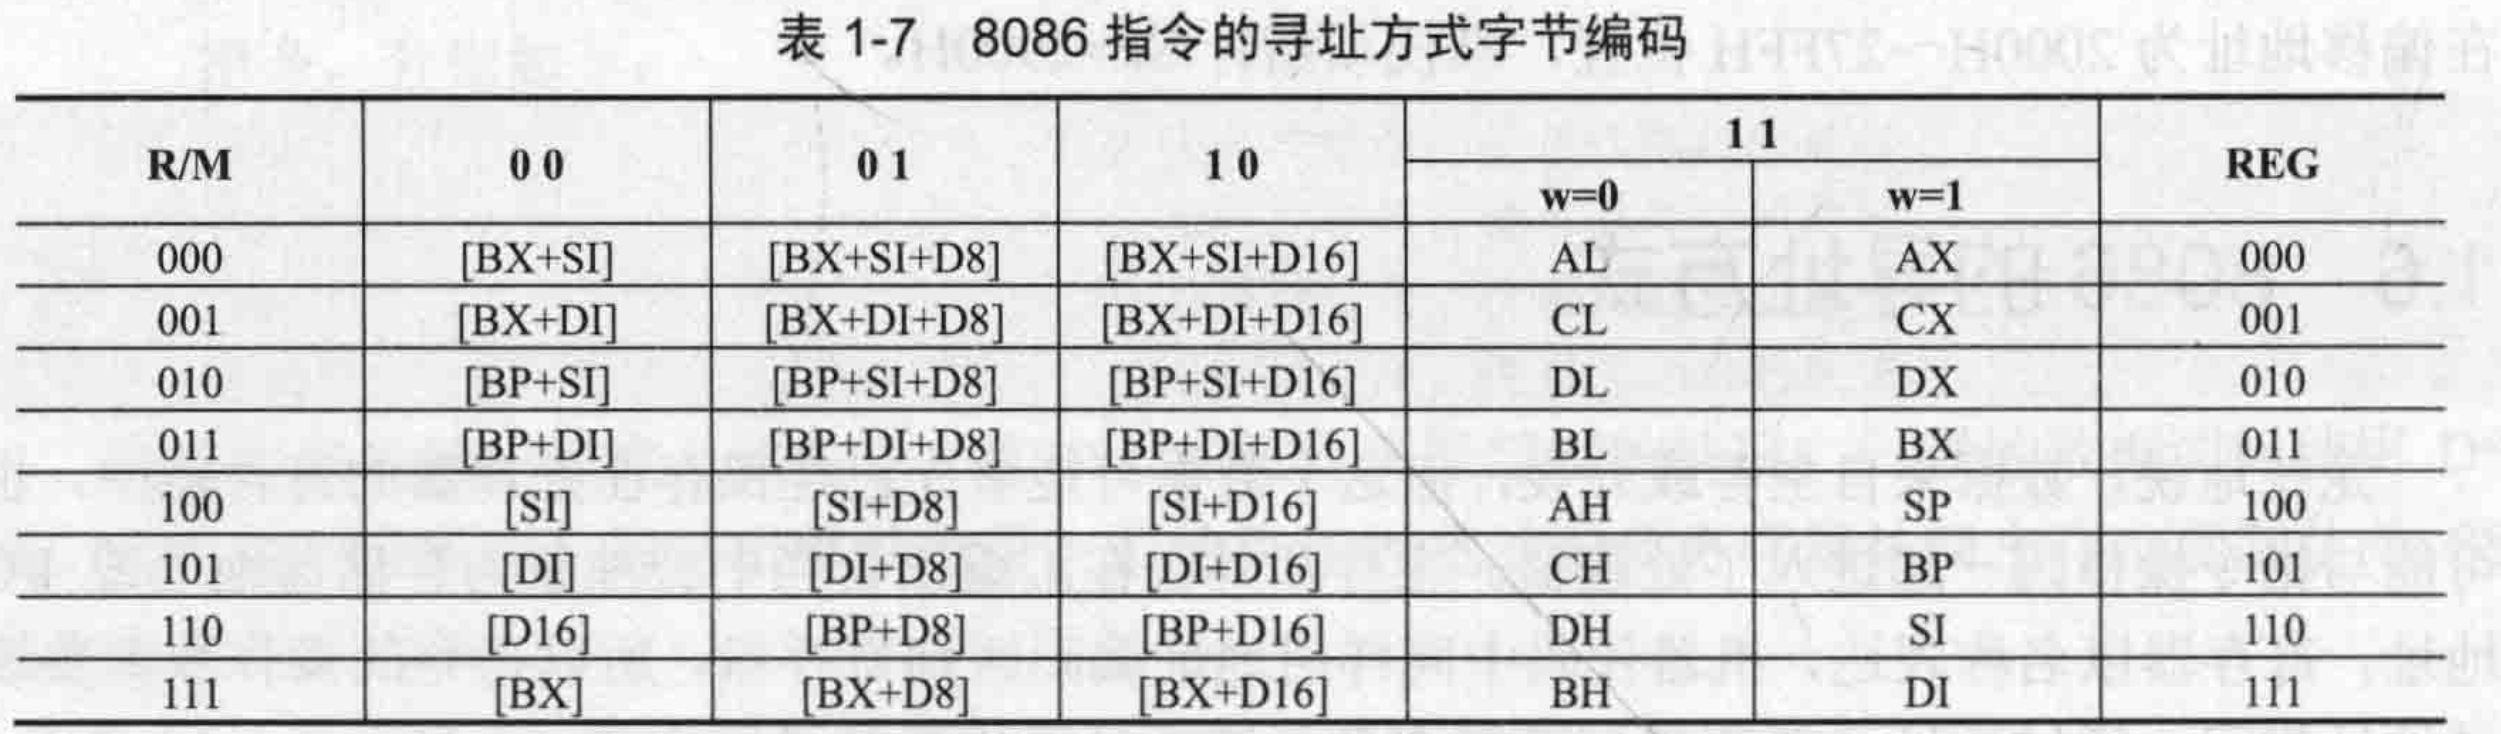 表 1-7 8086 指令的寻址方式字节编码
R/M 0 0 0 1 1 0 1 1 REG
w=0 w=1
000 [BX+SI] [BX+SI+D8] [BX+SI+D16] AL AX 000
001 [BX+DI] [BX+DI+D8] [BX+DI+D16] CL CX 001
010 [BP+SI] [BP+SI+D8] [BP+SI+D16] DL DX 010
011 [BP+DI] [BP+DI+D8] [BP+DI+D16] BL BX 011
100 [SI] [SI+D8] [SI+D16] AH SP 100
101 [DI] [DI+D8] [DI+D16] CH BP 101
110 [D16] [BP+D8] [BP+D16] DH SI 110
111 [BX] [BX+D8] [BX+D16] BH DI 111